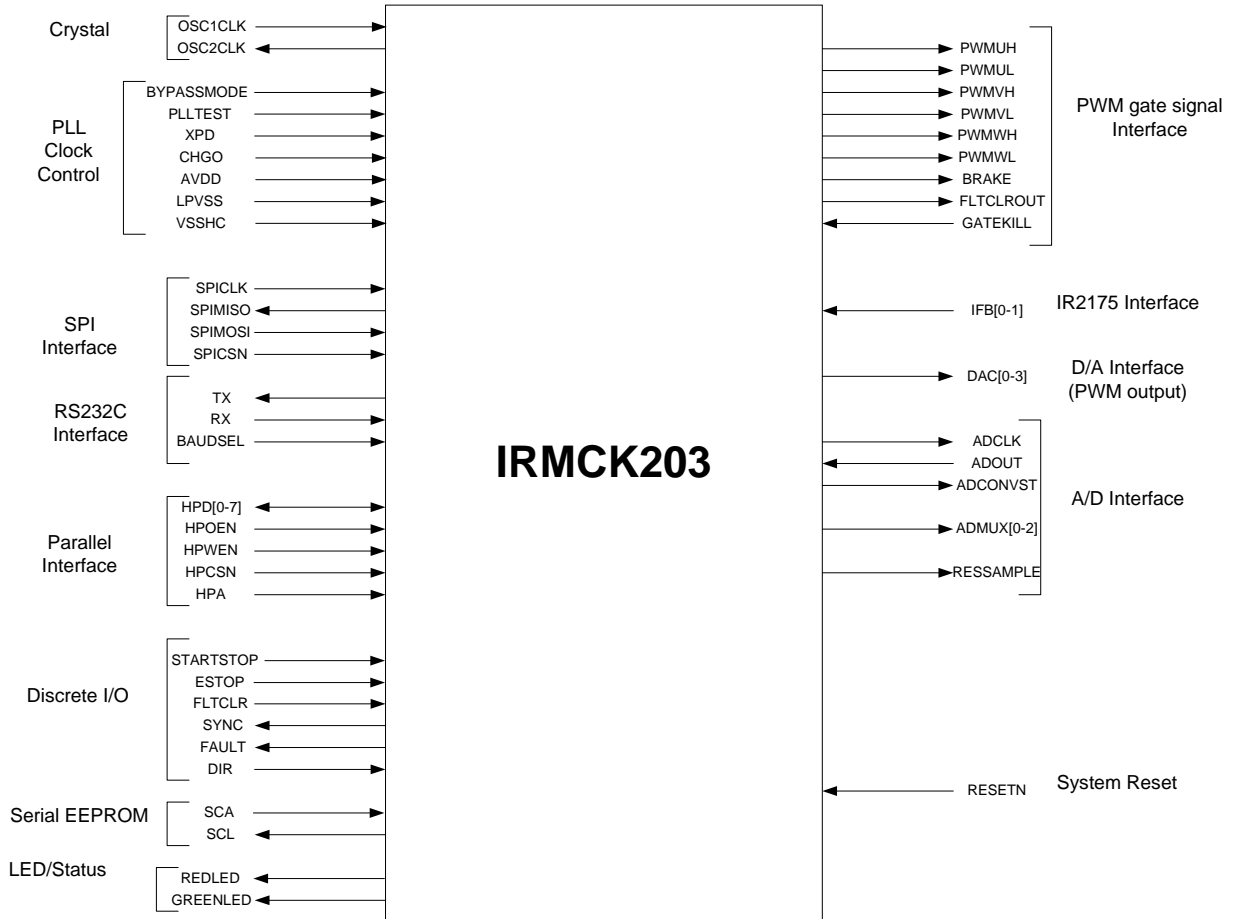 Crystal
OSC1CLK
OSC2CLK
PLL
Clock
Control
BYPASSMODE
PLLTEST
XPD
CHGO
AVDD
LPVSS
VSSHC
SPI
Interface
SPICLK
SPIMISO
SPIMOSI
SPICSN
RS232C
Interface
TX
RX
BAUDSEL
Parallel
Interface
HPD[0-7]
HPOEN
HPWEN
HPCSN
HPA
Discrete I/O
STARTSTOP
ESTOP
FLTCLR
SYNC
FAULT
DIR
Serial EEPROM
SCA
SCL
LED/Status
REDLED
GREENLED
IRMCK203
PWMUH
PWMUL
PWMVH
PWMVL
PWMWH
PWMWL
BRAKE
FLTCLROUT
GATEKILL
PWM gate signal
Interface
IFB[0-1]
IR2175 Interface
DAC[0-3]
D/A Interface
(PWM output)
ADCLK
ADOUT
ADCONVST
ADMUX[0-2]
RESSAMPLE
A/D Interface
RESETN
System Reset